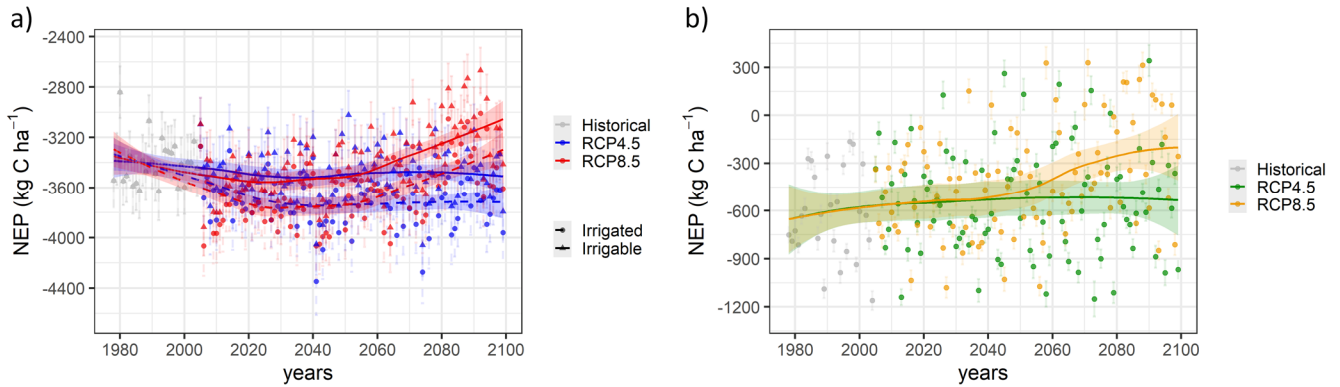 a)
NEP (kg C ha⁻¹)
-2400
-2800
-3200
-3600
-4000
-4400
1980 2000 2020 2040 2060 2080 2100
years
Historical
RCP4.5
RCP8.5
Irrigated
Irrigable
b)
NEP (kg C ha⁻¹)
300
0
-300
-600
-900
-1200
1980 2000 2020 2040 2060 2080 2100
years
Historical
RCP4.5
RCP8.5